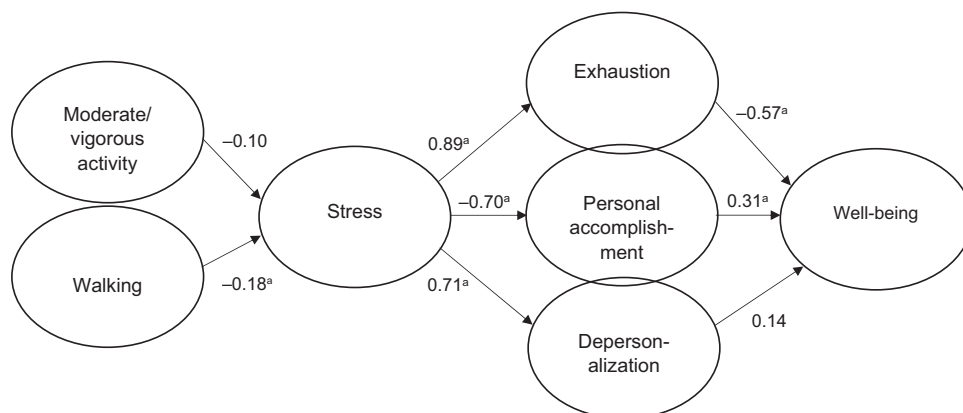 Moderate/
vigorous
activity
–0.10
Walking
–0.18ᵃ
Stress
0.89ᵃ
–0.70ᵃ
0.71ᵃ
Exhaustion
Personal
accomplish-
ment
Deperson-
alization
–0.57ᵃ
0.31ᵃ
0.14
Well-being